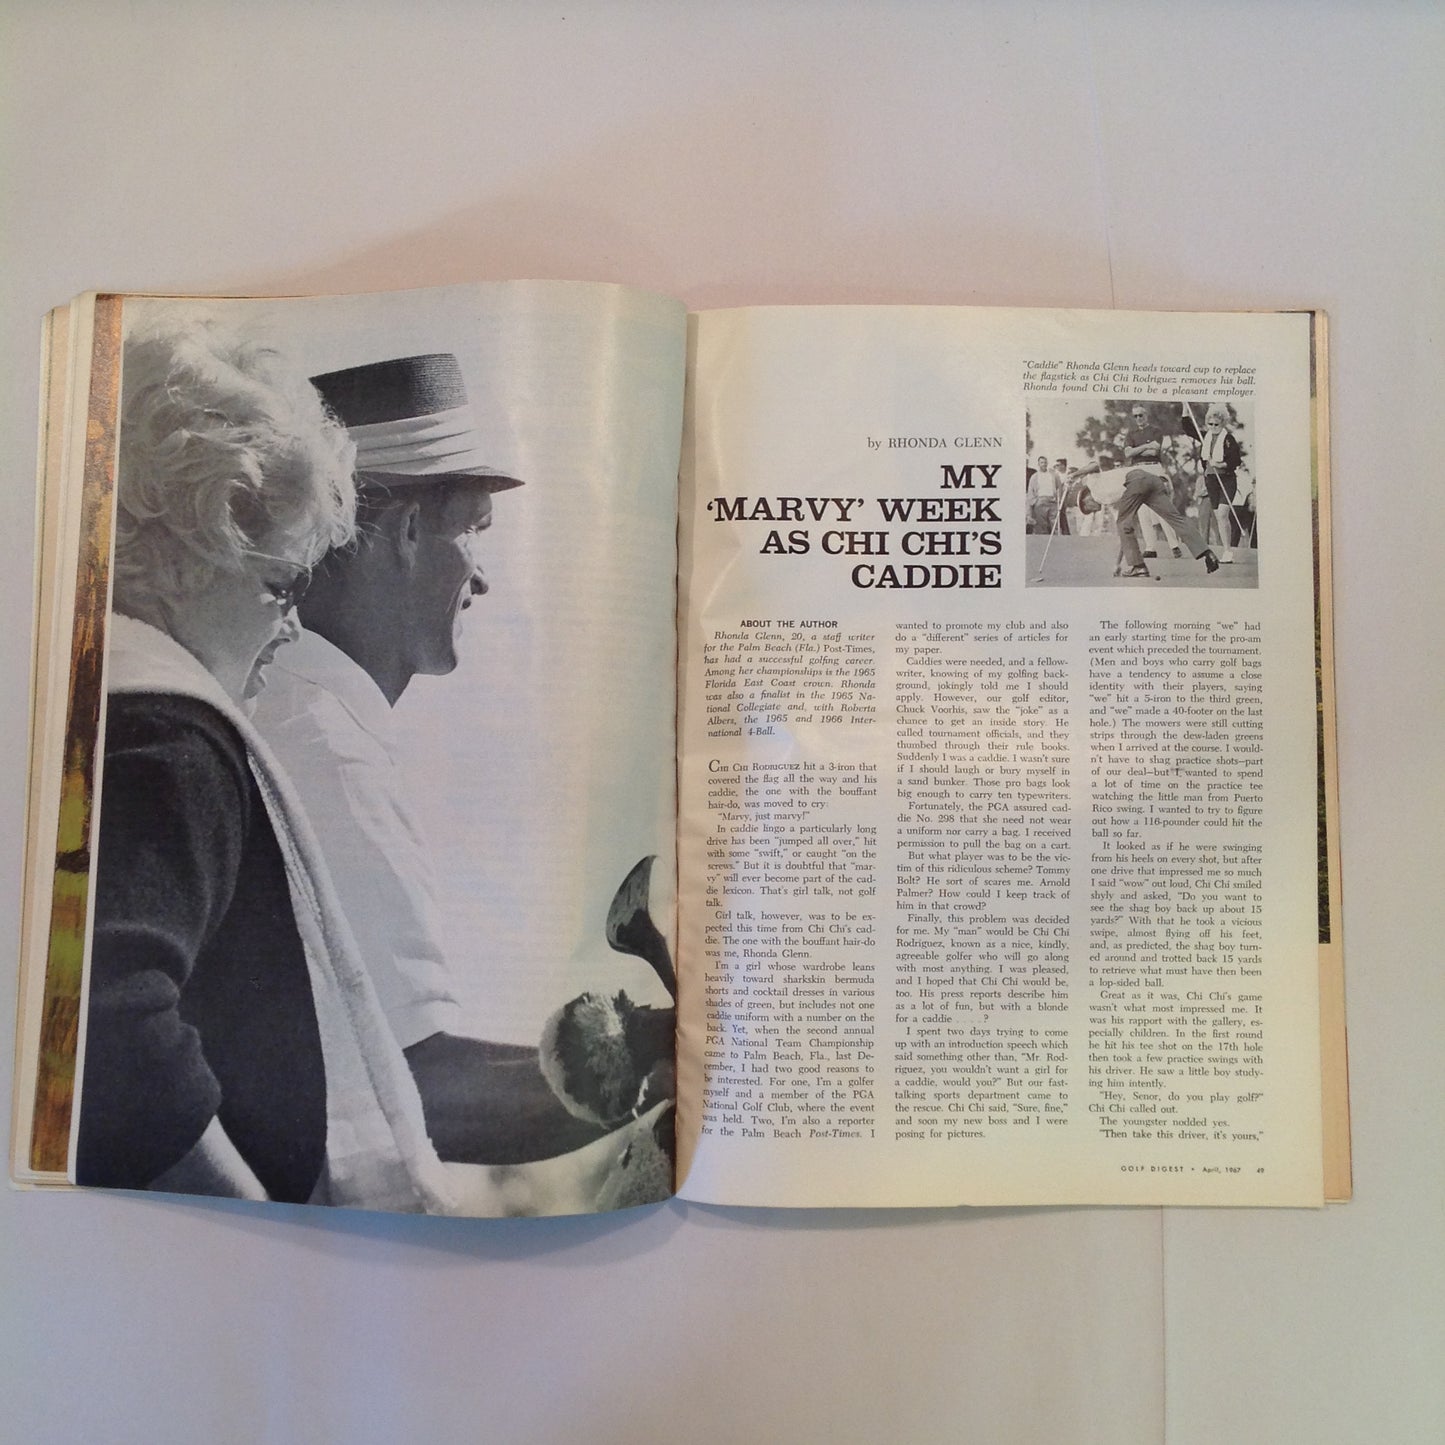 "Caddie" Rhonda Glenn heads toward cup to replace
the flagstick as Chi Chi Rodriguez removes his ball.
Rhonda found Chi Chi to be a pleasant employer.
by RHONDA GLENN
MY
'MARVY' WEEK
AS CHI CHI'S
CADDIE
ABOUT THE AUTHOR
Rhonda Glenn, 20, a staff writer
for the Palm Beach (Fla.) Post-Times,
has had a successful golfing career.
Among her championships is the 1965
Florida East Coast crown. Rhonda
was also a finalist in the 1965 Na-
tional Collegiate and, with Roberta
Albers, the 1965 and 1966 Inter-
national 4-Ball.
CHI CHI RODRIGUEZ hit a 3-iron that
covered the flag all the way and his
caddie, the one with the bouffant
hair-do, was moved to cry:
"Marvy, just marvy!"
In caddie lingo a particularly long
drive has been "jumped all over," hit
with some "swift," or caught "on the
screws." But it is doubtful that "mar-
vy" will ever become part of the cad-
die lexicon. That's girl talk, not golf
talk.
Girl talk, however, was to be ex-
pected this time from Chi Chi's cad-
die. The one with the bouffant hair-do
was me, Rhonda Glenn.
I'm a girl whose wardrobe leans
heavily toward sharkskin bermuda
shorts and cocktail dresses in various
shades of green, but includes not one
caddie uniform with a number on the
back. Yet, when the second annual
PGA National Team Championship
came to Palm Beach, Fla., last De-
cember, I had two good reasons to
be interested. For one, I'm a golfer
myself and a member of the PGA
National Golf Club, where the event
was held. Two, I'm also a reporter
for the Palm Beach Post-Times. I
wanted to promote my club and also
do a "different" series of articles for
my paper.
Caddies were needed, and a fellow-
writer, knowing of my golfing back-
ground, jokingly told me I should
apply. However, our golf editor,
Chuck Voorhis, saw the "joke" as a
chance to get an inside story. He
called tournament officials, and they
thumbed through their rule books.
Suddenly I was a caddie. I wasn't sure
if I should laugh or bury myself in
a sand bunker. Those pro bags look
big enough to carry ten typewriters.
Fortunately, the PGA assured cad-
die No. 298 that she need not wear
a uniform nor carry a bag. I received
permission to pull the bag on a cart.
But what player was to be the vic-
tim of this ridiculous scheme? Tommy
Bolt? He sort of scares me. Arnold
Palmer? How could I keep track of
him in that crowd?
Finally, this problem was decided
for me. My "man" would be Chi Chi
Rodriguez, known as a nice, kindly,
agreeable golfer who will go along
with most anything. I was pleased,
and I hoped that Chi Chi would be,
too. His press reports describe him
as a lot of fun, but with a blonde
for a caddie . . . . ?
I spent two days trying to come
up with an introduction speech which
said something other than, "Mr. Rod-
riguez, you wouldn't want a girl for
a caddie, would you?" But our fast-
talking sports department came to
the rescue. Chi Chi said, "Sure, fine,"
and soon my new boss and I were
posing for pictures.
The following morning "we" had
an early starting time for the pro-am
event which preceded the tournament.
(Men and boys who carry golf bags
have a tendency to assume a close
identity with their players, saying
"we" hit a 5-iron to the third green,
and "we" made a 40-footer on the last
hole.) The mowers were still cutting
strips through the dew-laden greens
when I arrived at the course. I would-
n't have to shag practice shots—part
of our deal—but I wanted to spend
a lot of time on the practice tee
watching the little man from Puerto
Rico swing. I wanted to try to figure
out how a 116-pounder could hit the
ball so far.
It looked as if he were swinging
from his heels on every shot, but after
one drive that impressed me so much
I said "wow" out loud, Chi Chi smiled
shyly and asked, "Do you want to
see the shag boy back up about 15
yards?" With that he took a vicious
swipe, almost flying off his feet,
and, as predicted, the shag boy turn-
ed around and trotted back 15 yards
to retrieve what must have then been
a lop-sided ball.
Great as it was, Chi Chi's game
wasn't what most impressed me. It
was his rapport with the gallery, es-
pecially children. In the first round
he hit his tee shot on the 17th hole
then took a few practice swings with
his driver. He saw a little boy study-
ing him intently.
"Hey, Senor, do you play golf?"
Chi Chi called out.
The youngster nodded yes.
"Then take this driver, it's yours,"
GOLF DIGEST • April, 1967 49